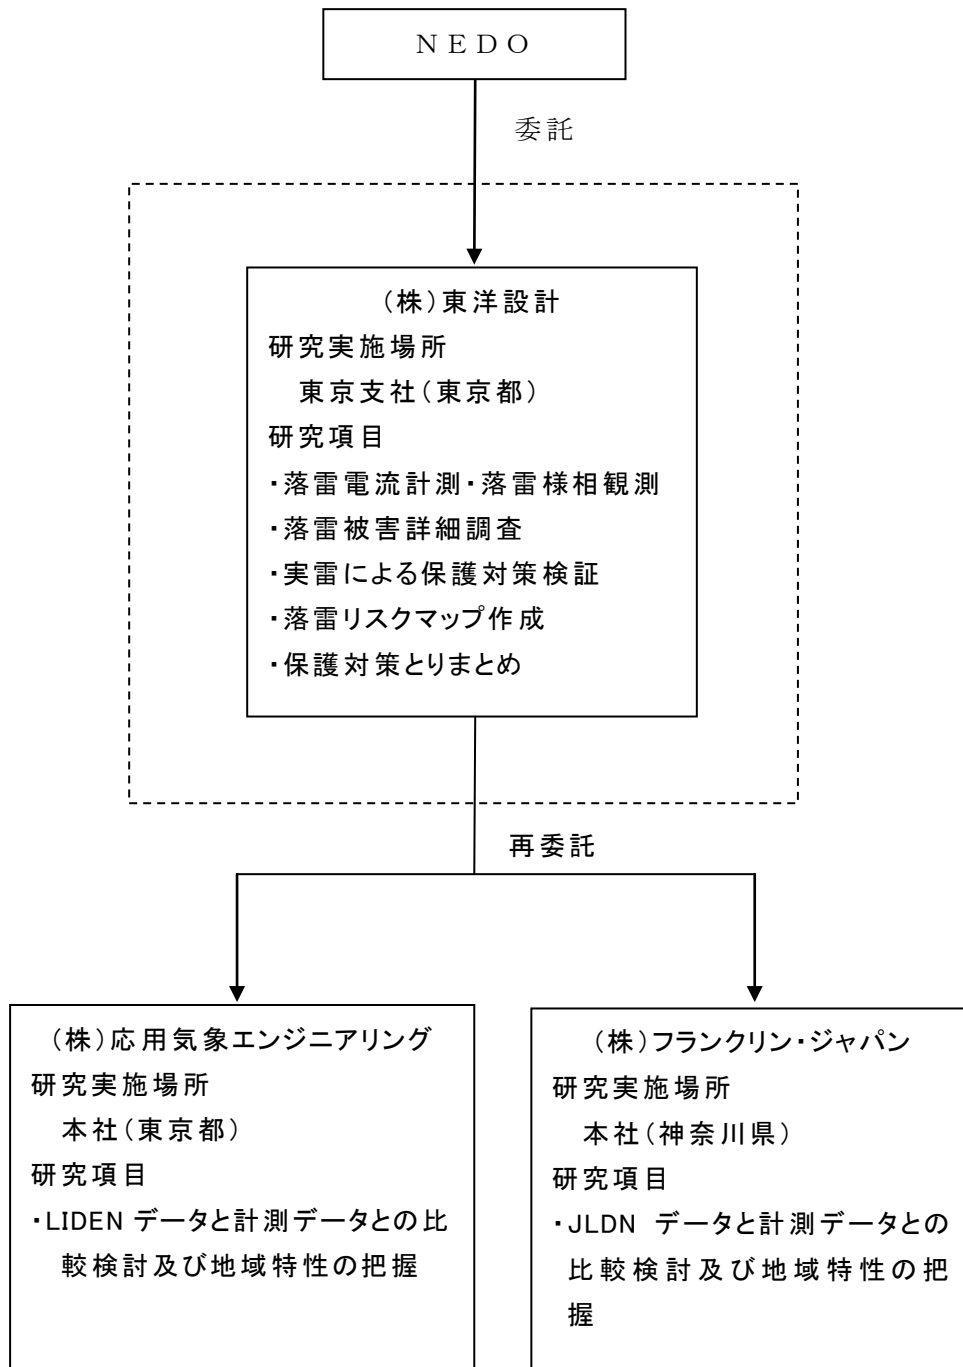 NEDO
委託
(株)東洋設計
研究実施場所
東京支社(東京都)
研究項目
・落雷電流計測・落雷様相観測
・落雷被害詳細調査
・実雷による保護対策検証
・落雷リスクマップ作成
・保護対策とりまとめ
再委託
(株)応用気象エンジニアリング
研究実施場所
本社(東京都)
研究項目
・LIDEN データと計測データとの比
較検討及び地域特性の把握
(株)フランクリン・ジャパン
研究実施場所
本社(神奈川県)
研究項目
・JLDN データと計測データとの
比較検討及び地域特性の把
握